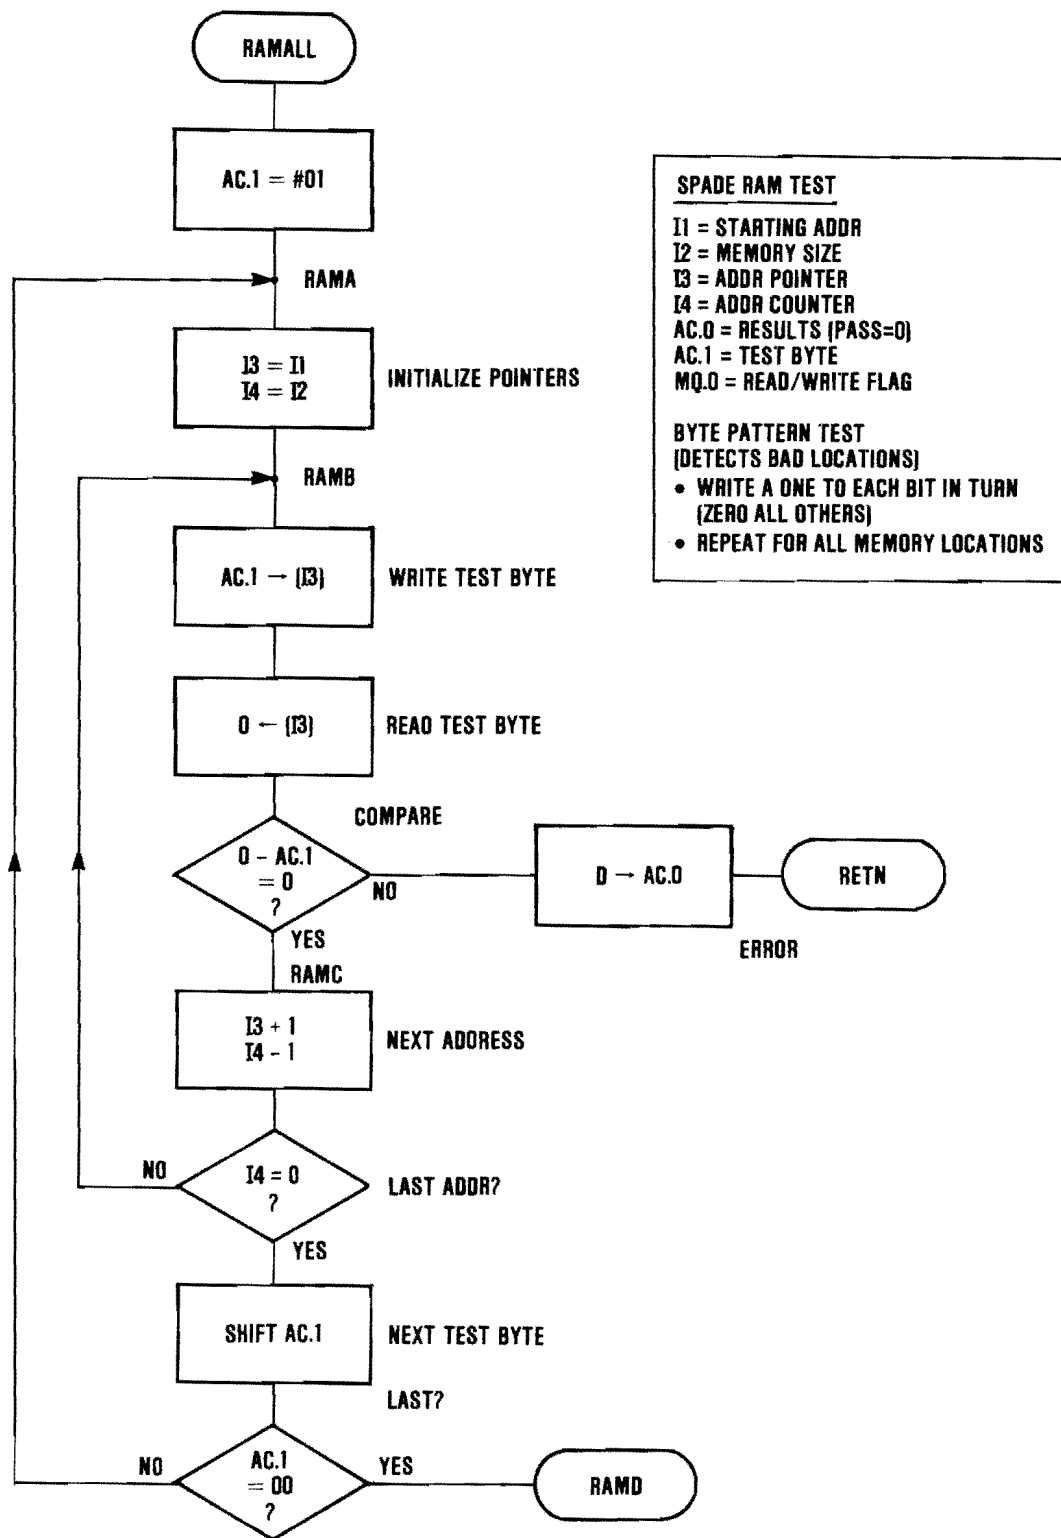 RAMALL
AC.1 = #01
RAMA
I3 = I1
I4 = I2
INITIALIZE POINTERS
RAMB
AC.1 → (I3)
WRITE TEST BYTE
D ← (I3)
READ TEST BYTE
COMPARE
D – AC.1
= 0
?
NO
YES
D → AC.0
RETN
ERROR
RAMC
I3 + 1
I4 - 1
NEXT ADDRESS
NO
I4 = 0
?
LAST ADDR?
YES
SHIFT AC.1
NEXT TEST BYTE
LAST?
NO
AC.1
= 00
?
YES
RAMD
SPADE RAM TEST
I1 = STARTING ADDR
I2 = MEMORY SIZE
I3 = ADDR POINTER
I4 = ADDR COUNTER
AC.0 = RESULTS (PASS=0)
AC.1 = TEST BYTE
MQ.0 = READ/WRITE FLAG
BYTE PATTERN TEST
(DETECTS BAD LOCATIONS)
• WRITE A ONE TO EACH BIT IN TURN
(ZERO ALL OTHERS)
• REPEAT FOR ALL MEMORY LOCATIONS